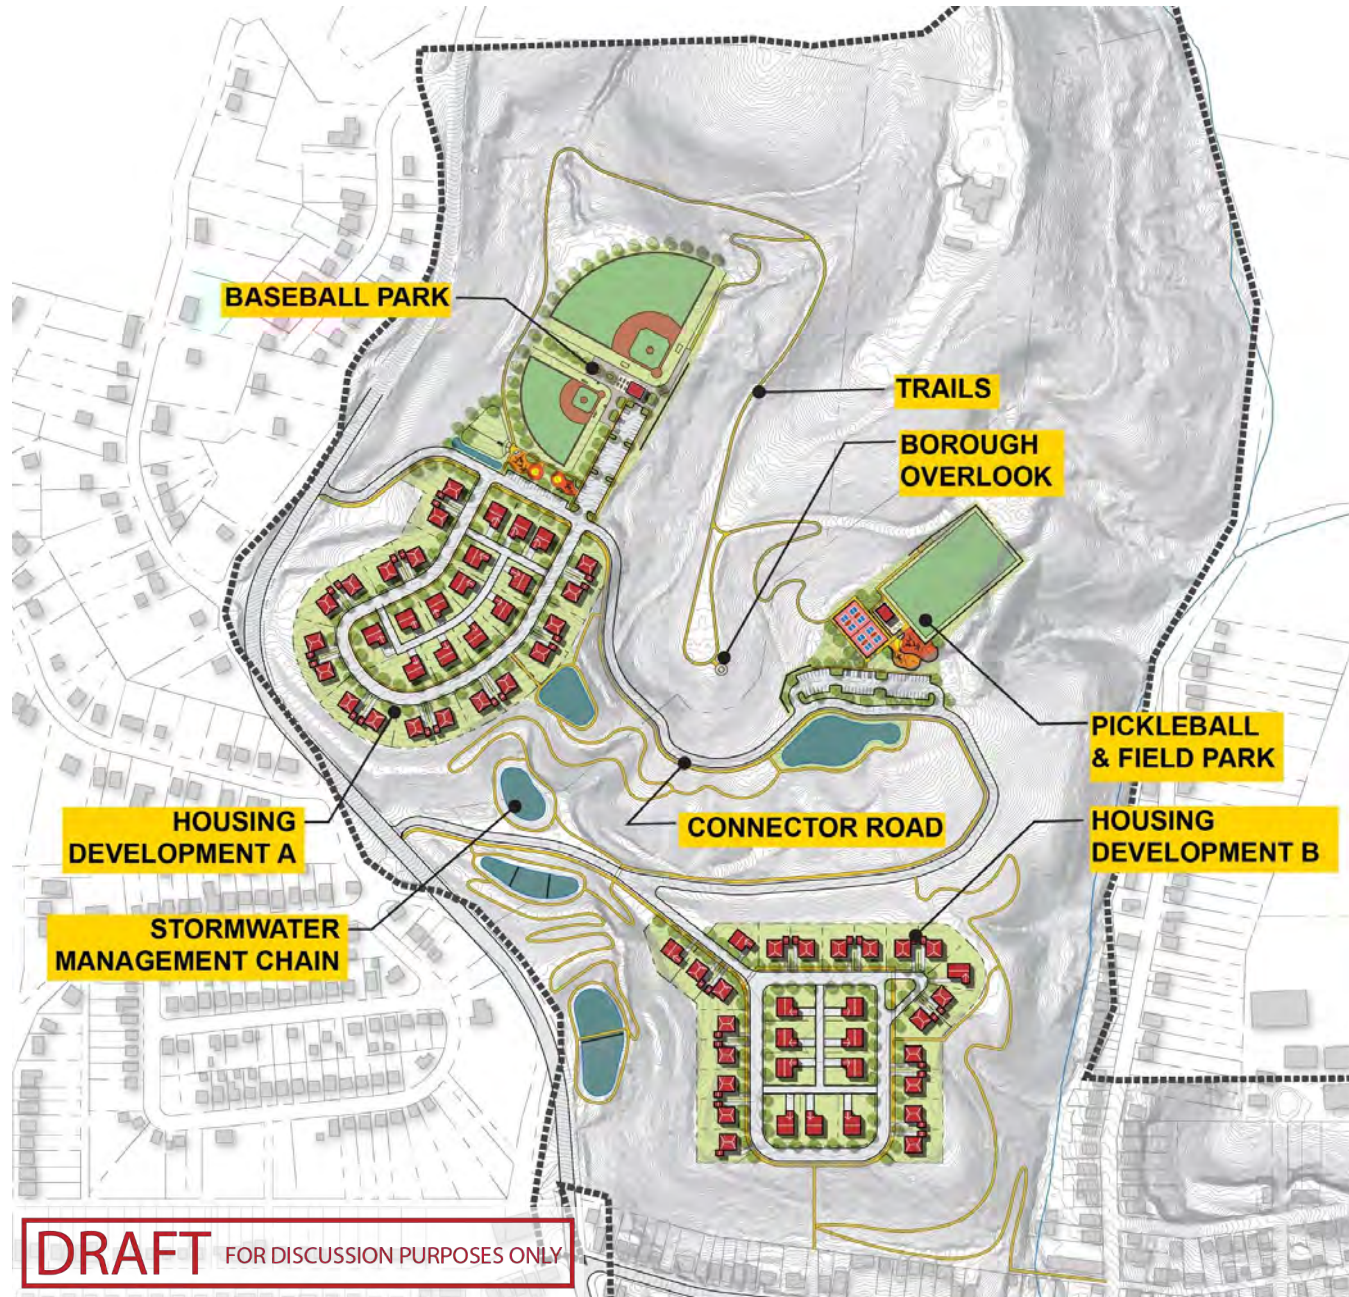 BASEBALL PARK
TRAILS
BOROUGH
OVERLOOK
PICKLEBALL
& FIELD PARK
HOUSING
DEVELOPMENT A
CONNECTOR ROAD
HOUSING
DEVELOPMENT B
STORMWATER
MANAGEMENT CHAIN
DRAFT FOR DISCUSSION PURPOSES ONLY